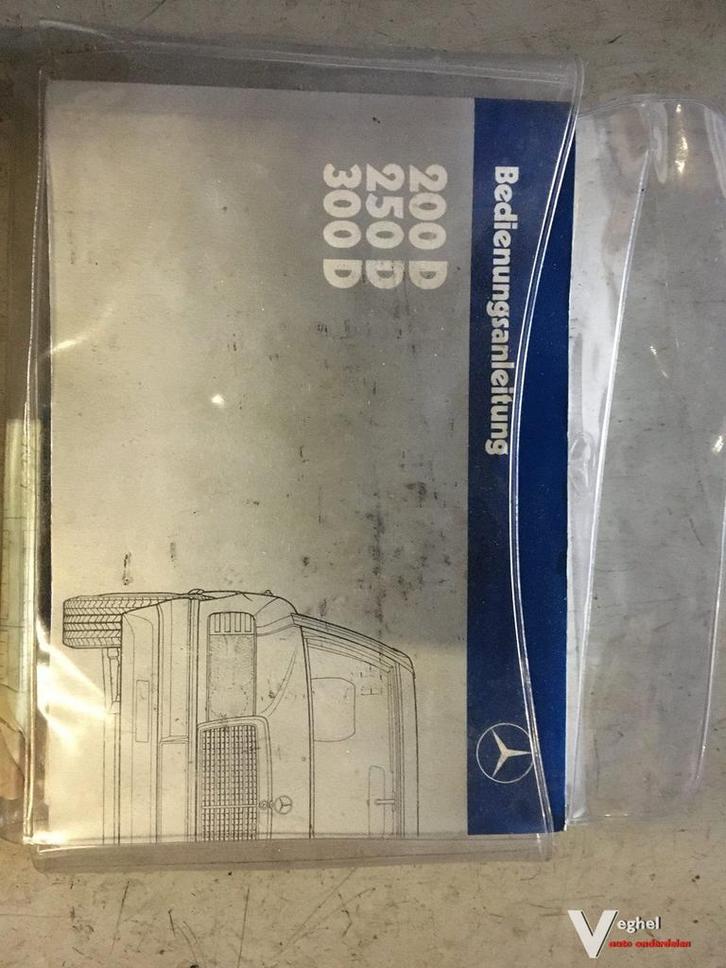 Bedienungsanleitung
200 D
250 D
300 D
Veghel
auto onderdelen